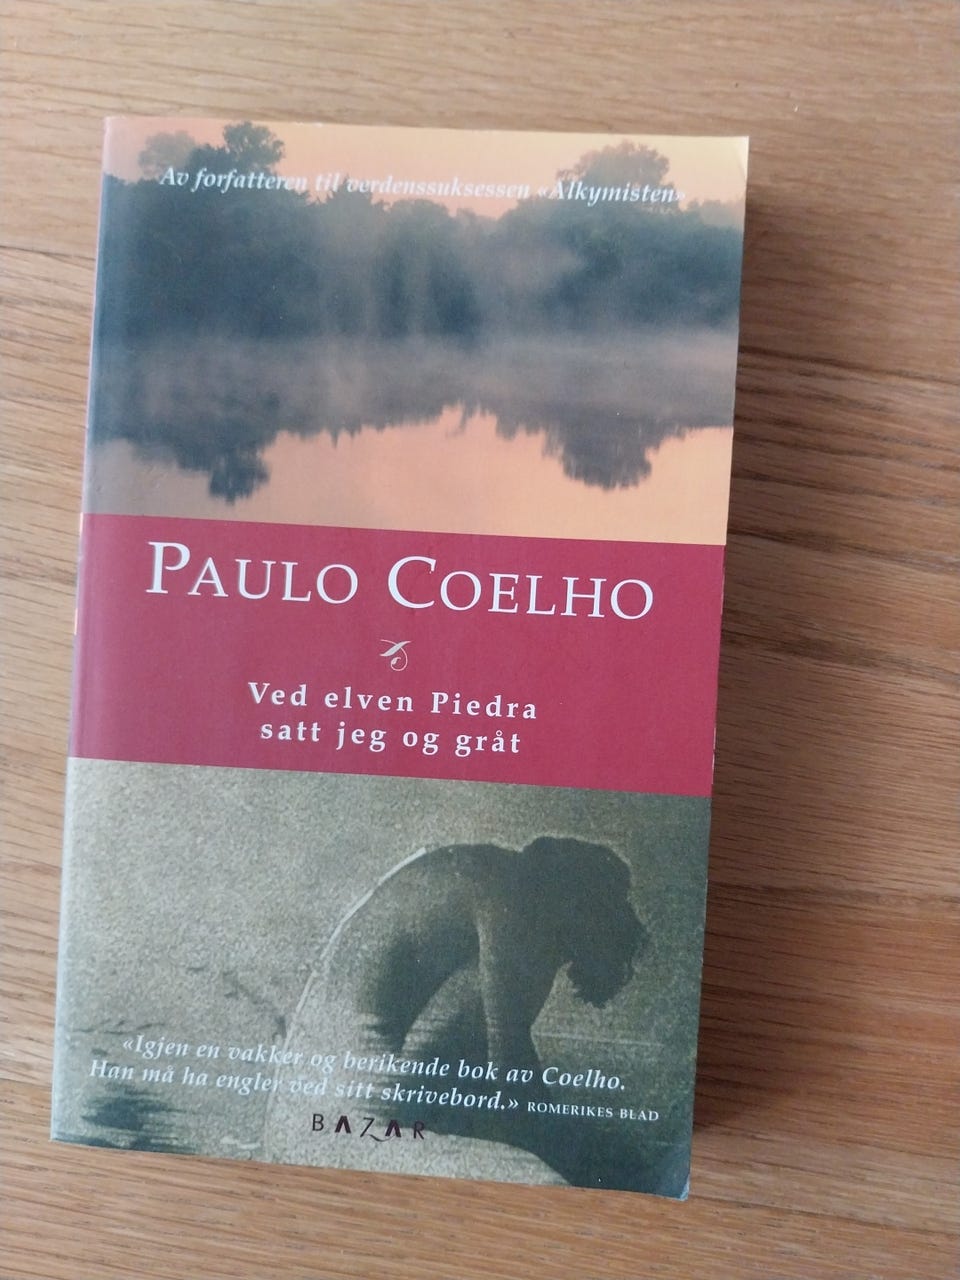 Av forfatteren til verdenssuksessen «Alkymisten»
PAULO COELHO
Ved elven Piedra
satt jeg og gråt
«Igjen en vakker og berikende bok av Coelho.
Han må ha engler ved sitt skrivebord.» ROMERIKES BLAD
BAZAR